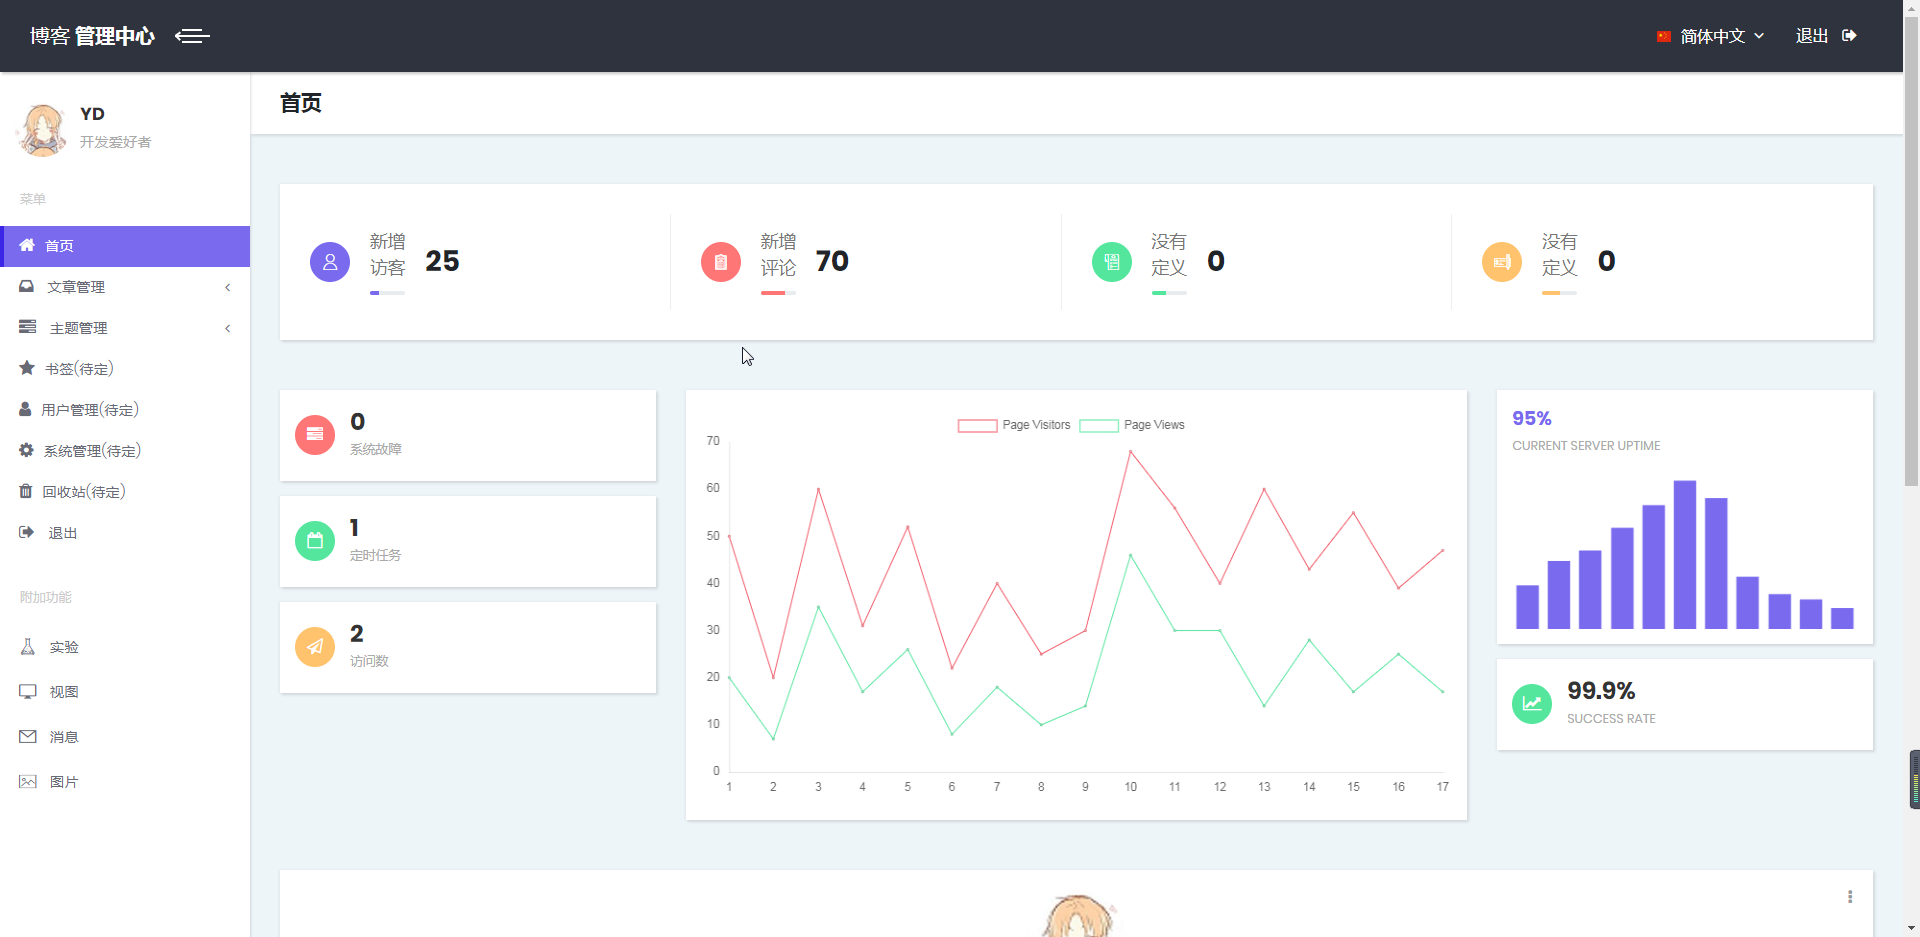 博客 管理中心
简体中文
退出
YD
开发爱好者
菜单
首页
文章管理
主题管理
书签(待定)
用户管理(待定)
系统管理(待定)
回收站(待定)
退出
附加功能
实验
视图
消息
图片
首页
新增
访客
25
新增
评论
70
没有
定义
0
没有
定义
0
0
系统故障
1
定时任务
2
访问数
Page Visitors
Page Views
70
60
50
40
30
20
10
0
1 2 3 4 5 6 7 8 9 10 11 12 13 14 15 16 17
95%
CURRENT SERVER UPTIME
99.9%
SUCCESS RATE